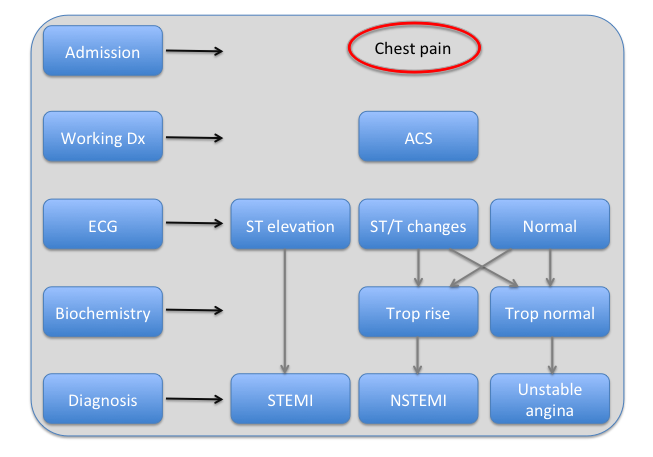 Admission
Chest pain
Working Dx
ACS
ECG
ST elevation
ST/T changes
Normal
Biochemistry
Trop rise
Trop normal
Diagnosis
STEMI
NSTEMI
Unstable
angina